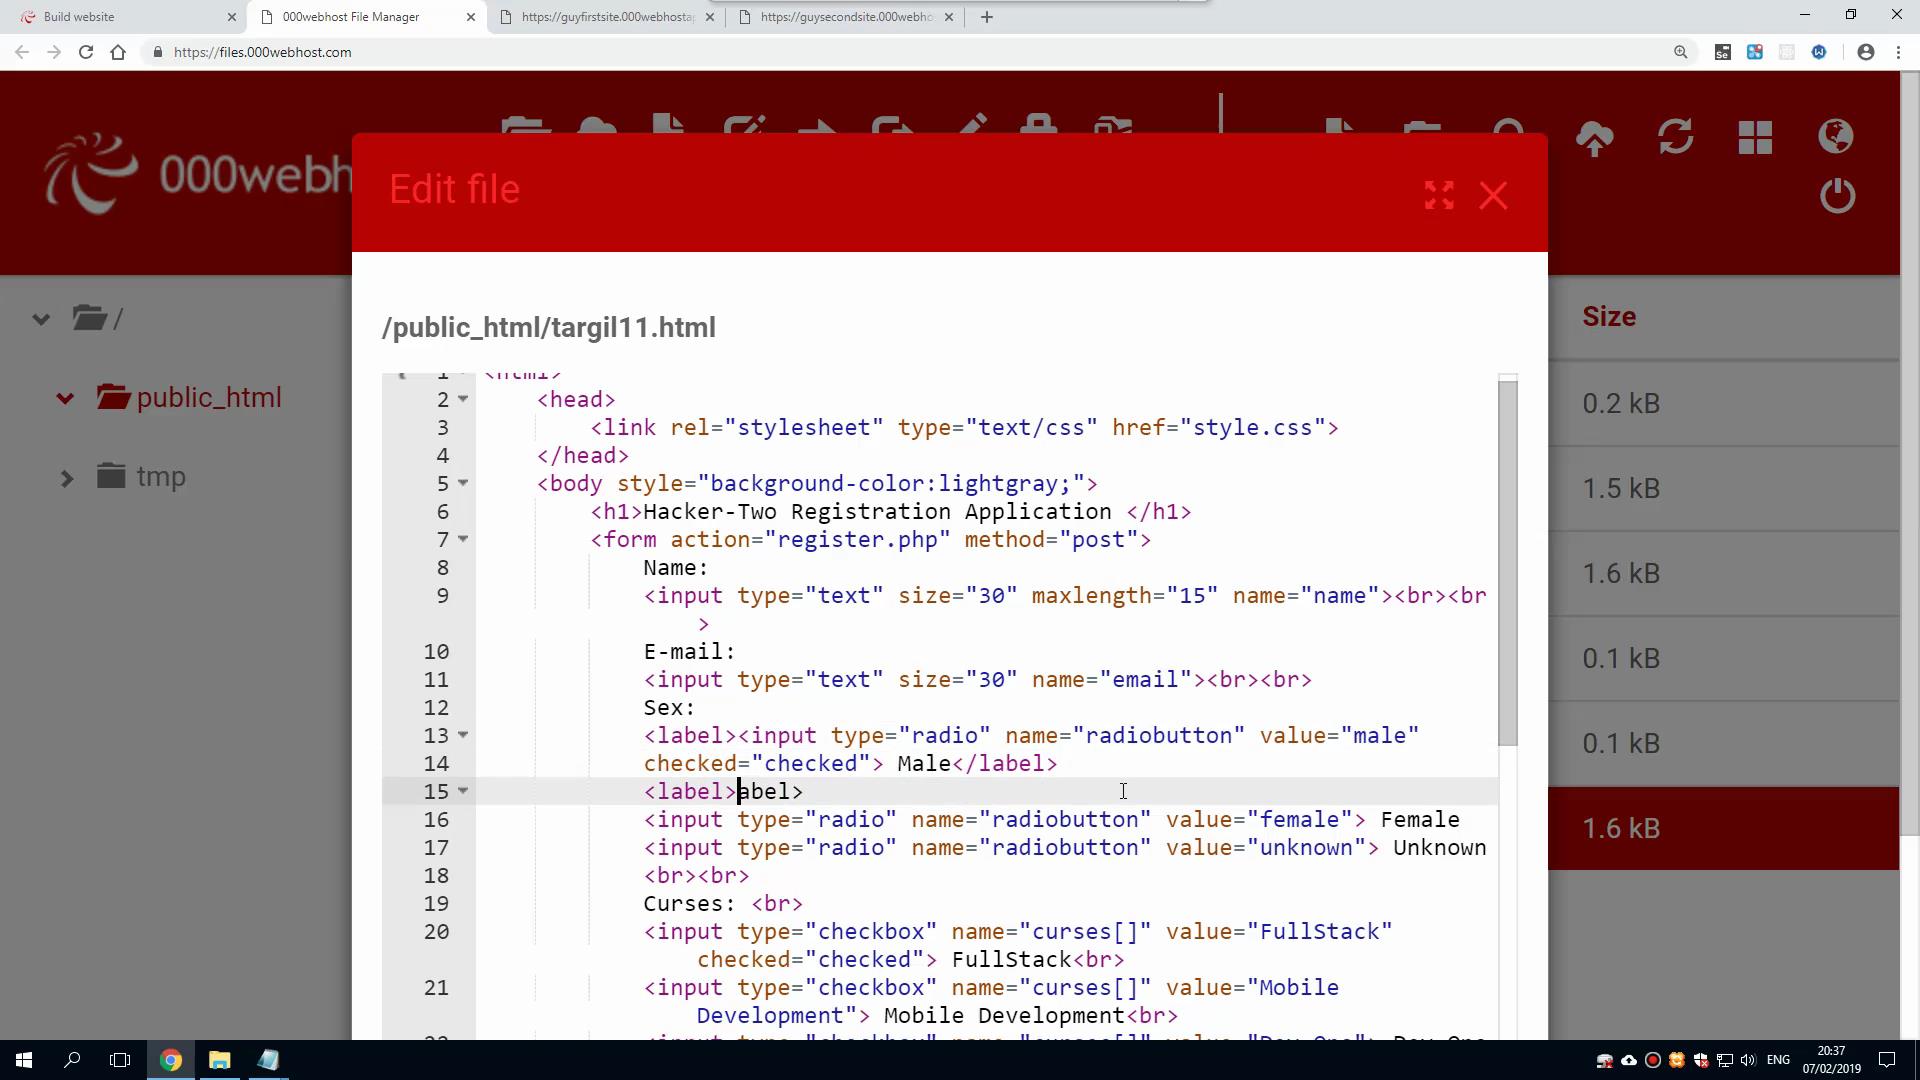 Build website
000webhost File Manager
https://guyfirstsite.000webhostap
https://guysecondsite.000webho
https://files.000webhost.com
000webh
Edit file
/public_html/targil11.html
/
public_html
tmp
Size
0.2 kB
1.5 kB
1.6 kB
0.1 kB
0.1 kB
1.6 kB
1 <html>
2 <head>
3 <link rel="stylesheet" type="text/css" href="style.css">
4 </head>
5 <body style="background-color:lightgray;">
6 <h1>Hacker-Two Registration Application </h1>
7 <form action="register.php" method="post">
8 Name:
9 <input type="text" size="30" maxlength="15" name="name"><br><br
>
10 E-mail:
11 <input type="text" size="30" name="email"><br><br>
12 Sex:
13 <label><input type="radio" name="radiobutton" value="male"
14 checked="checked"> Male</label>
15 <label>abel>
16 <input type="radio" name="radiobutton" value="female"> Female
17 <input type="radio" name="radiobutton" value="unknown"> Unknown
18 <br><br>
19 Curses: <br>
20 <input type="checkbox" name="curses[]" value="FullStack"
checked="checked"> FullStack<br>
21 <input type="checkbox" name="curses[]" value="Mobile
Development"> Mobile Development<br>
ENG
20:37
07/02/2019